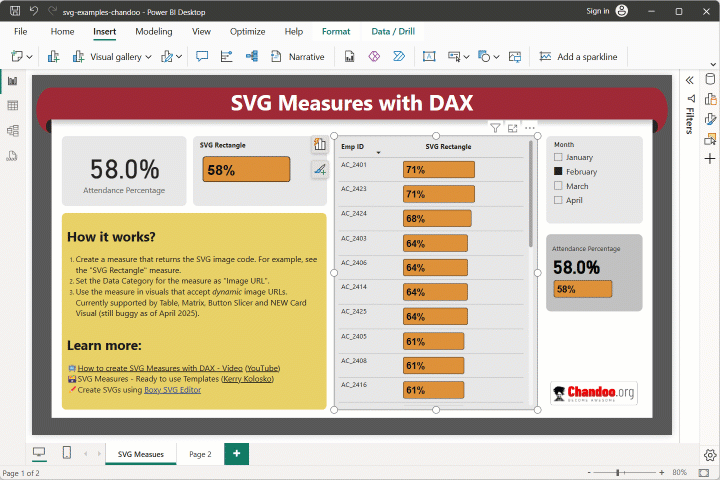 svg-examples-chandoo - Power BI Desktop
Sign in
File Home Insert Modeling View Optimize Help Format Data / Drill
Visual gallery
Narrative
Add a sparkline
SVG Measures with DAX
58.0%
Attendance Percentage
SVG Rectangle
58%
How it works?
1. Create a measure that returns the SVG image code. For example, see
the "SVG Rectangle" measure.
2. Set the Data Category for the measure as "Image URL".
3. Use the measure in visuals that accept dynamic image URLs.
Currently supported by Table, Matrix, Button Slicer and NEW Card
Visual (still buggy as of April 2025).
Learn more:
How to create SVG Measures with DAX - Video (YouTube)
SVG Measures - Ready to use Templates (Kerry Kolosko)
Create SVGs using Boxy SVG Editor
Emp ID SVG Rectangle
AC_2401 71%
AC_2423 71%
AC_2424 68%
AC_2403 64%
AC_2406 64%
AC_2414 64%
AC_2425 64%
AC_2405 61%
AC_2408 61%
AC_2416 61%
Month
January
February
March
April
Attendance Percentage
58.0%
58%
Chandoo.org
BECOME AWESOME
Filters
SVG Measues
Page 2
+
Page 1 of 2
- + 80%